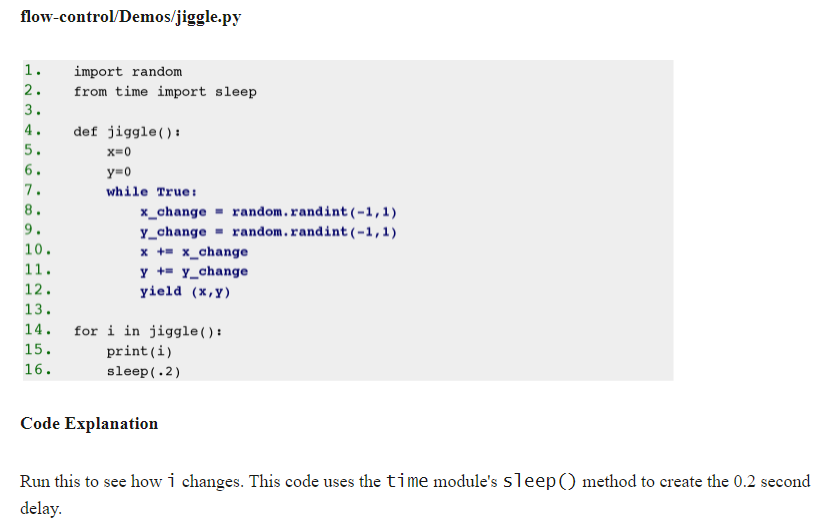 flow-control/Demos/jiggle.py
1. import random
2. from time import sleep
3.
4. def jiggle():
5.     x=0
6.     y=0
7.     while True:
8.         x_change = random.randint(-1,1)
9.         y_change = random.randint(-1,1)
10.         x += x_change
11.         y += y_change
12.         yield (x,y)
13.
14. for i in jiggle():
15.     print(i)
16.     sleep(.2)
Code Explanation
Run this to see how i changes. This code uses the time module's sleep() method to create the 0.2 second
delay.